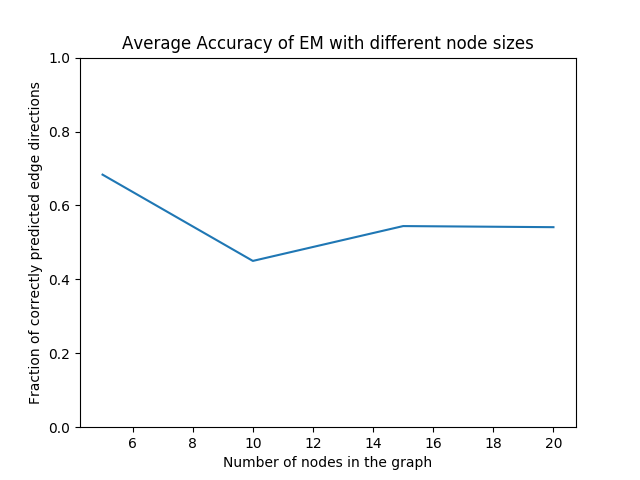 Average Accuracy of EM with different node sizes
Fraction of correctly predicted edge directions
1.0
0.8
0.6
0.4
0.2
0.0
6 8 10 12 14 16 18 20
Number of nodes in the graph